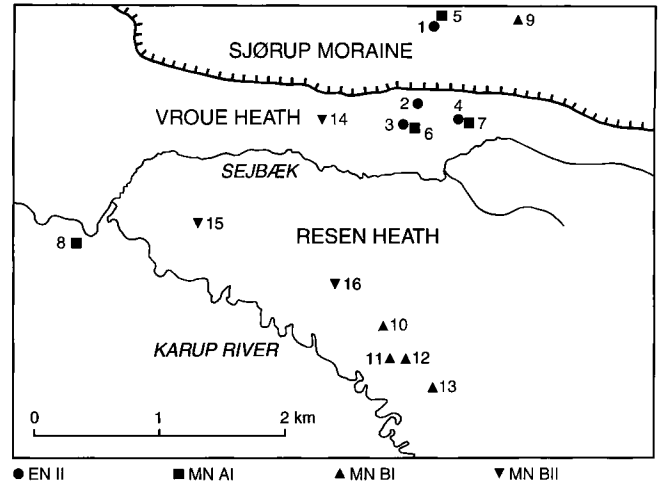 5
1
9
SJØRUP MORAINE
2
4
VROUE HEATH
14
3
6
7
SEJBÆK
15
RESEN HEATH
8
16
10
KARUP RIVER
11
12
13
0
1
2 km
EN II
MN AI
MN BI
MN BII